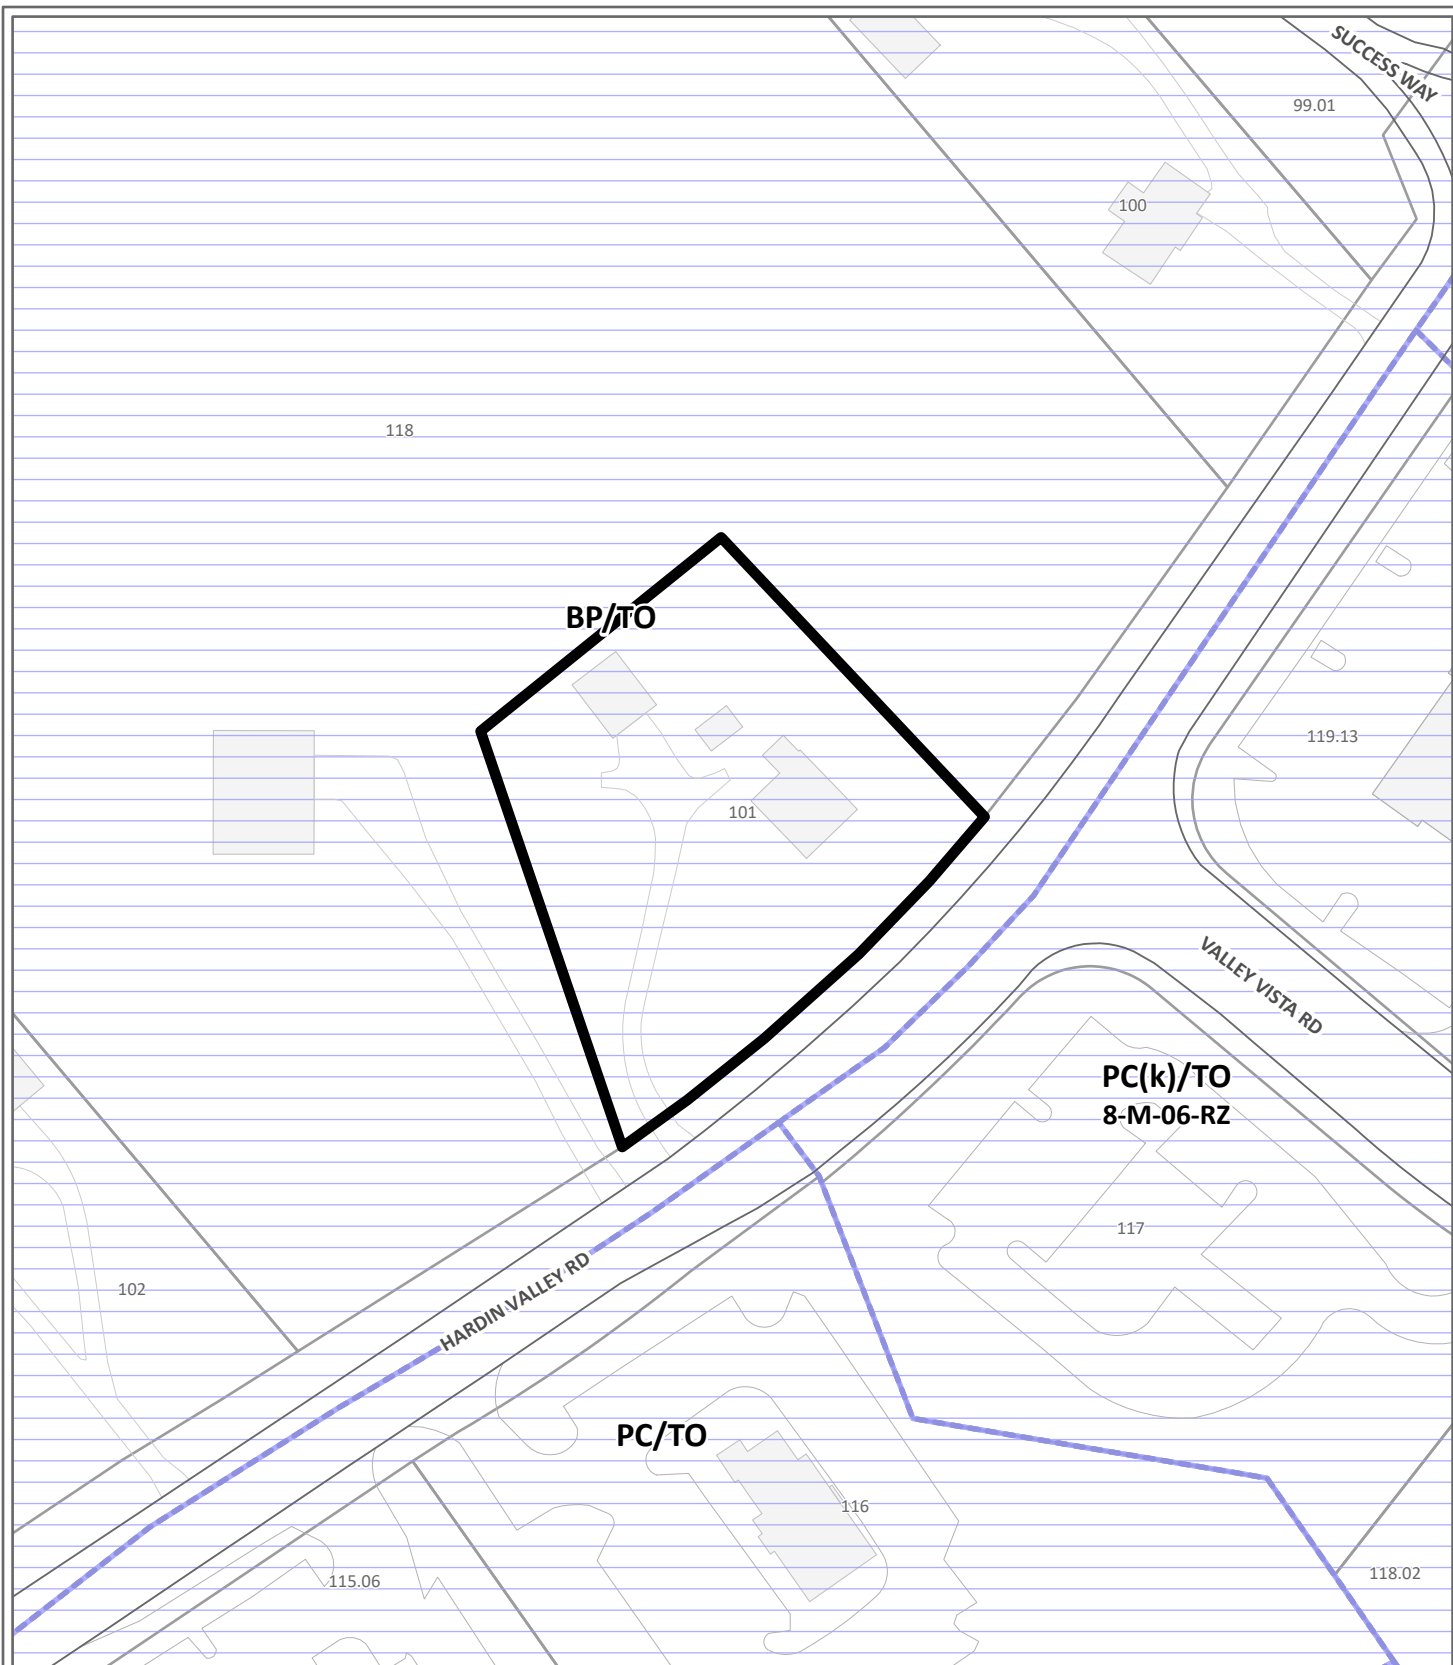 SUCCESS WAY
99.01
100
118
BP/TO
119.13
101
VALLEY VISTA RD
PC(k)/TO
8-M-06-RZ
117
HARDIN VALLEY RD
102
PC/TO
116
115.06
118.02